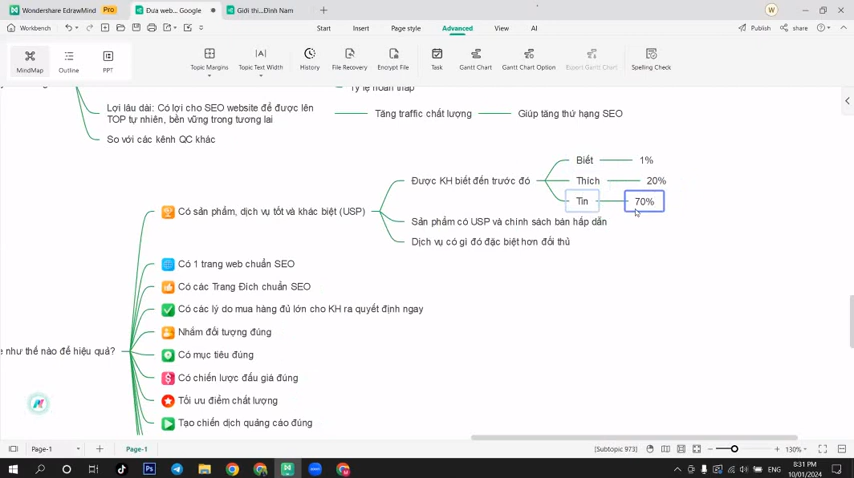 Wondershare EdrawMind Pro
Đưa web... Google
Giới thi...Đình Nam
W
Workbench
Start
Insert
Page style
Advanced
View
AI
Publish
share
MindMap
Outline
PPT
Topic Margins
Topic Text Width
History
File Recovery
Encrypt File
Task
Gantt Chart
Gantt Chart Option
Export Gantt Chart
Spelling Check
Tỷ lệ hoàn thấp
Lợi lâu dài: Có lợi cho SEO website để được lên
TOP tự nhiên, bền vững trong tương lai
Tăng traffic chất lượng
Giúp tăng thứ hạng SEO
So với các kênh QC khác
Có sản phẩm, dịch vụ tốt và khác biệt (USP)
Được KH biết đến trước đó
Biết
1%
Thích
20%
Tin
70%
Sản phẩm có USP và chính sách bán hấp dẫn
Dịch vụ có gì đó đặc biệt hơn đối thủ
Có 1 trang web chuẩn SEO
Có các Trang Đích chuẩn SEO
Có các lý do mua hàng đủ lớn cho KH ra quyết định ngay
Nhắm đối tượng đúng
như thế nào để hiệu quả?
Có mục tiêu đúng
Có chiến lược đấu giá đúng
Tối ưu điểm chất lượng
Tạo chiến dịch quảng cáo đúng
Page-1
Page-1
[Subtopic 973]
130%
ENG
8:31 PM
10/01/2024